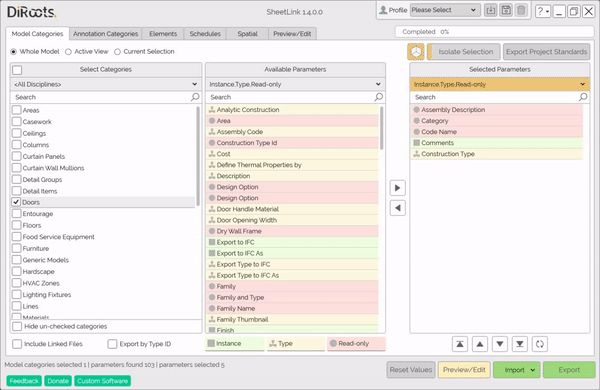 DiRoots.
SheetLink 1.4.0.0
Profile
Please Select
Completed 0%
Model Categories
Annotation Categories
Elements
Schedules
Spatial
Preview/Edit
Whole Model
Active View
Current Selection
Isolate Selection
Export Project Standards
Select Categories
Available Parameters
Selected Parameters
<All Disciplines>
Instance,Type,Read-only
Instance,Type,Read-only
Search
Search
Search
Areas
Casework
Ceilings
Columns
Curtain Panels
Curtain Wall Mullions
Detail Groups
Detail Items
Doors
Entourage
Floors
Food Service Equipment
Furniture
Generic Models
Hardscape
HVAC Zones
Lighting Fixtures
Lines
Materials
Hide un-checked categories
Include Linked Files
Export by Type ID
Analytic Construction
Area
Assembly Code
Construction Type Id
Cost
Define Thermal Properties by
Description
Design Option
Design Option
Door Handle Material
Door Opening Width
Dry Wall Frame
Export to IFC
Export to IFC As
Export Type to IFC
Export Type to IFC As
Family
Family and Type
Family Name
Family Thumbnail
Finish
Instance
Type
Read-only
Assembly Description
Category
Code Name
Comments
Construction Type
Model categories selected 1 | parameters found 103 | parameters selected 5
Feedback
Donate
Custom Software
Reset Values
Preview/Edit
Import
Export